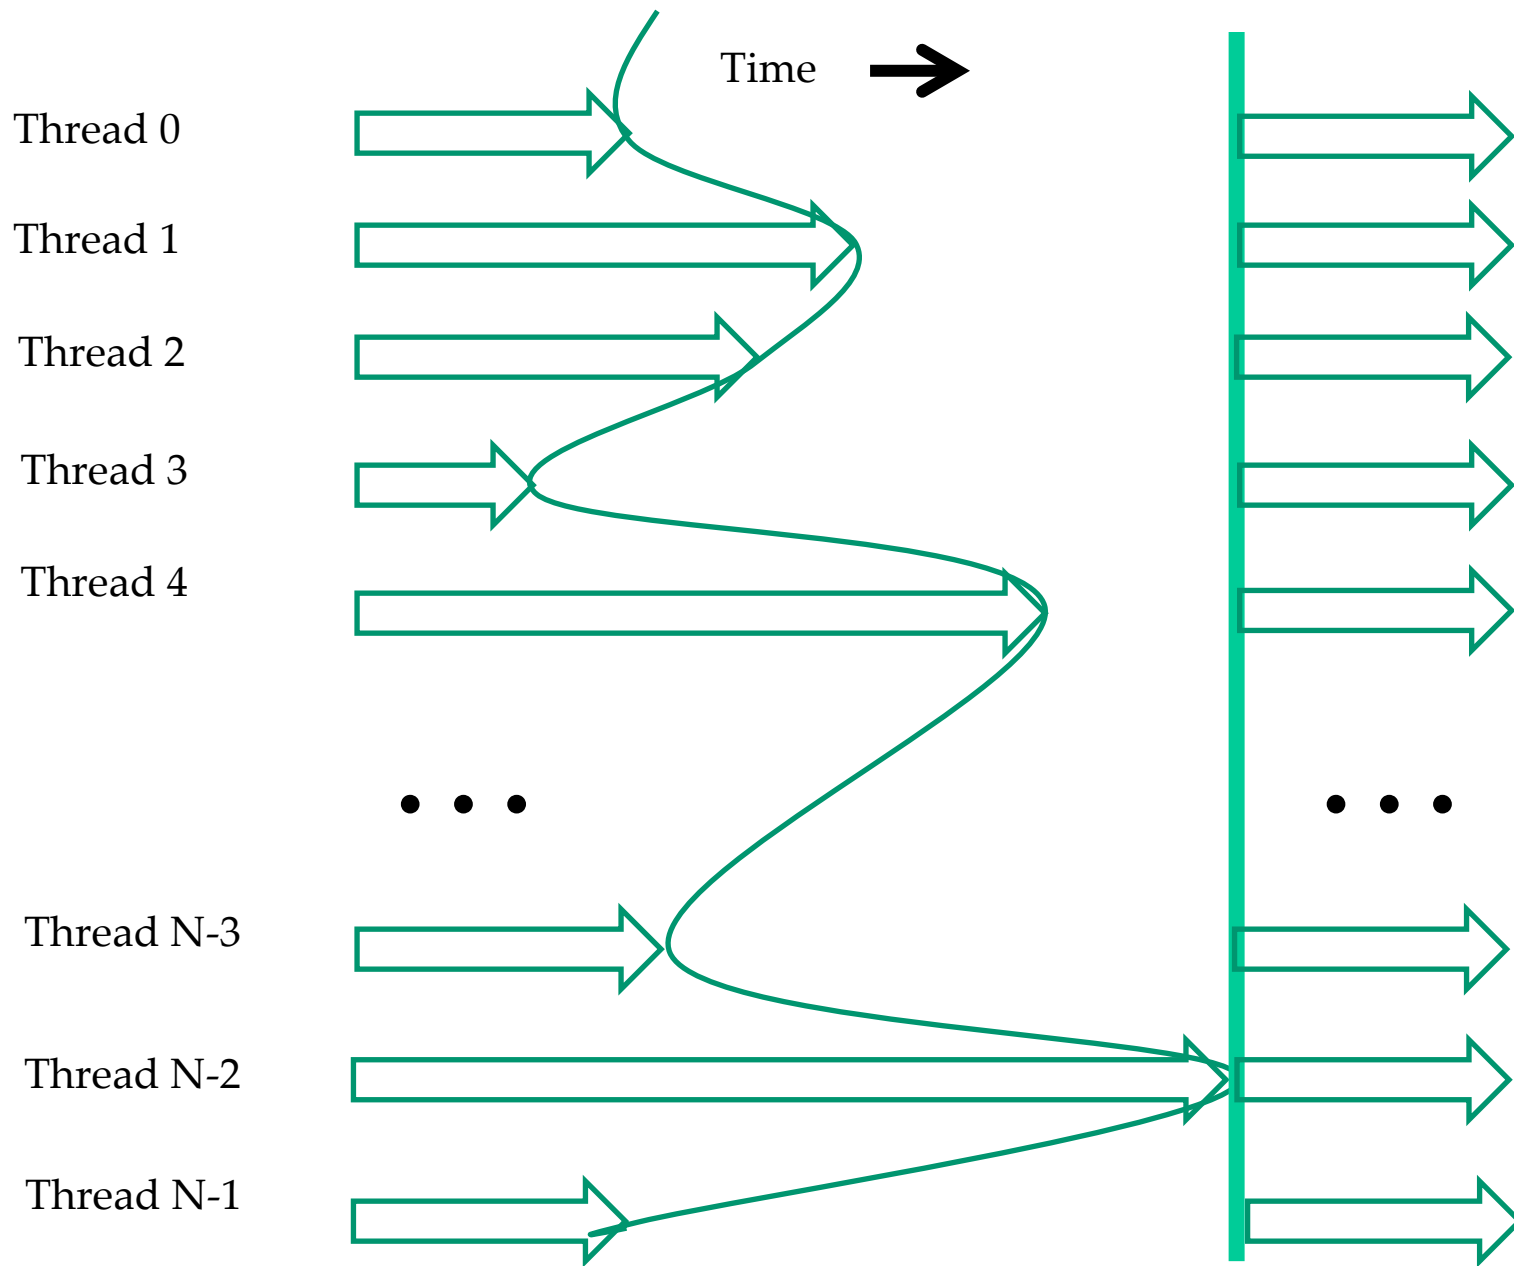 Time
Thread 0
Thread 1
Thread 2
Thread 3
Thread 4
• • •
• • •
Thread N-3
Thread N-2
Thread N-1